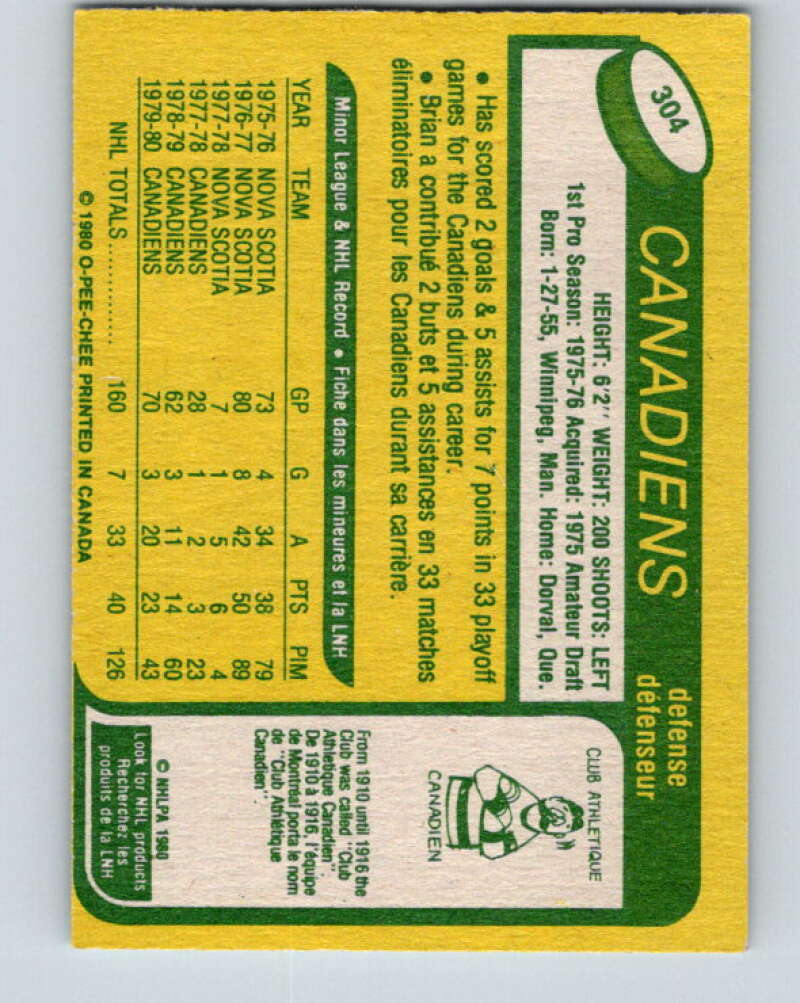 304
CANADIENS
defense
défenseur
HEIGHT: 6'2" WEIGHT: 200 SHOOTS: LEFT
1st Pro Season: 1975-76 Acquired: 1975 Amateur Draft
Born: 1-27-55, Winnipeg, Man. Home: Dorval, Que.
• Has scored 2 goals & 5 assists for 7 points in 33 playoff
games for the Canadiens during career.
• Brian a contribué 2 buts et 5 assistances en 33 matches
éliminatoires pour les Canadiens durant sa carrière.
Minor League & NHL Record • Fiche dans les mineures et la LNH
YEAR TEAM GP G A PTS PIM
1975-76 NOVA SCOTIA 73 4 34 38 79
1976-77 NOVA SCOTIA 80 8 42 50 89
1977-78 NOVA SCOTIA 7 1 5 6 4
1977-78 CANADIENS 28 1 2 3 23
1978-79 CANADIENS 62 3 11 14 60
1979-80 CANADIENS 70 3 20 23 43
NHL TOTALS .............. 160 7 33 40 126
© 1980 O-PEE-CHEE PRINTED IN CANADA
CLUB ATHLETIQUE
CANADIEN
From 1910 until 1916 the
Club was called "Club
Athletique Canadien"
De 1910 à 1916, l'équipe
de Montréal porta le nom
de "Club Athlétique
Canadien".
© NHLPA 1980
Look for NHL products
Recherchez les
produits de la LNH